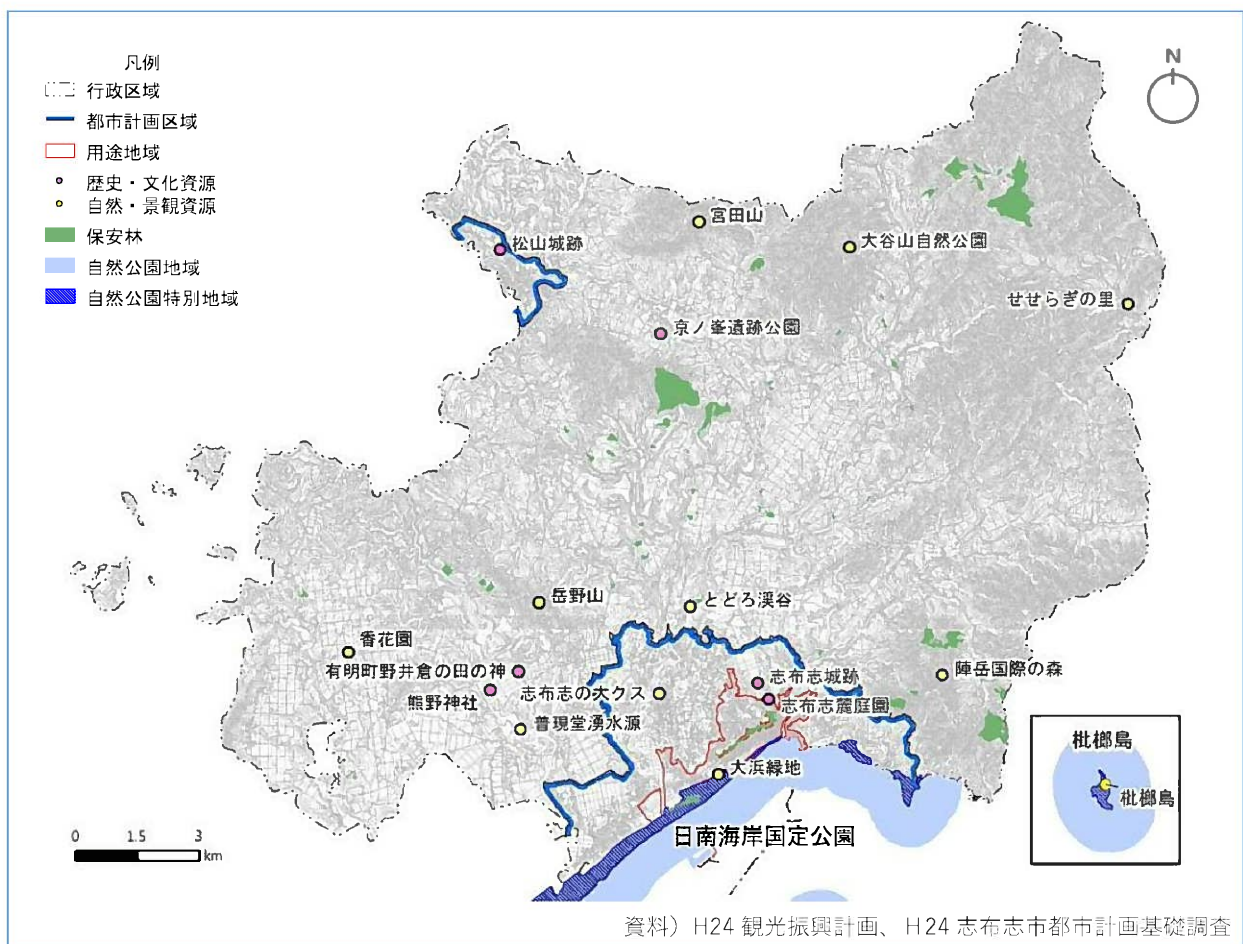 凡例
行政区域
都市計画区域
用途地域
歴史・文化資源
自然・景観資源
保安林
自然公園地域
自然公園特別地域
N
宮田山
松山城跡
大谷山自然公園
せせらぎの里
京ノ峯遺跡公園
岳野山
とどろ渓谷
香花園
有明町野井倉の田の神
志布志城跡
陣岳国際の森
熊野神社
志布志の大クス
志布志麓庭園
普現堂湧水源
大浜緑地
枇榔島
枇榔島
日南海岸国定公園
0 1.5 3
km
資料）H24 観光振興計画、H24 志布志市都市計画基礎調査